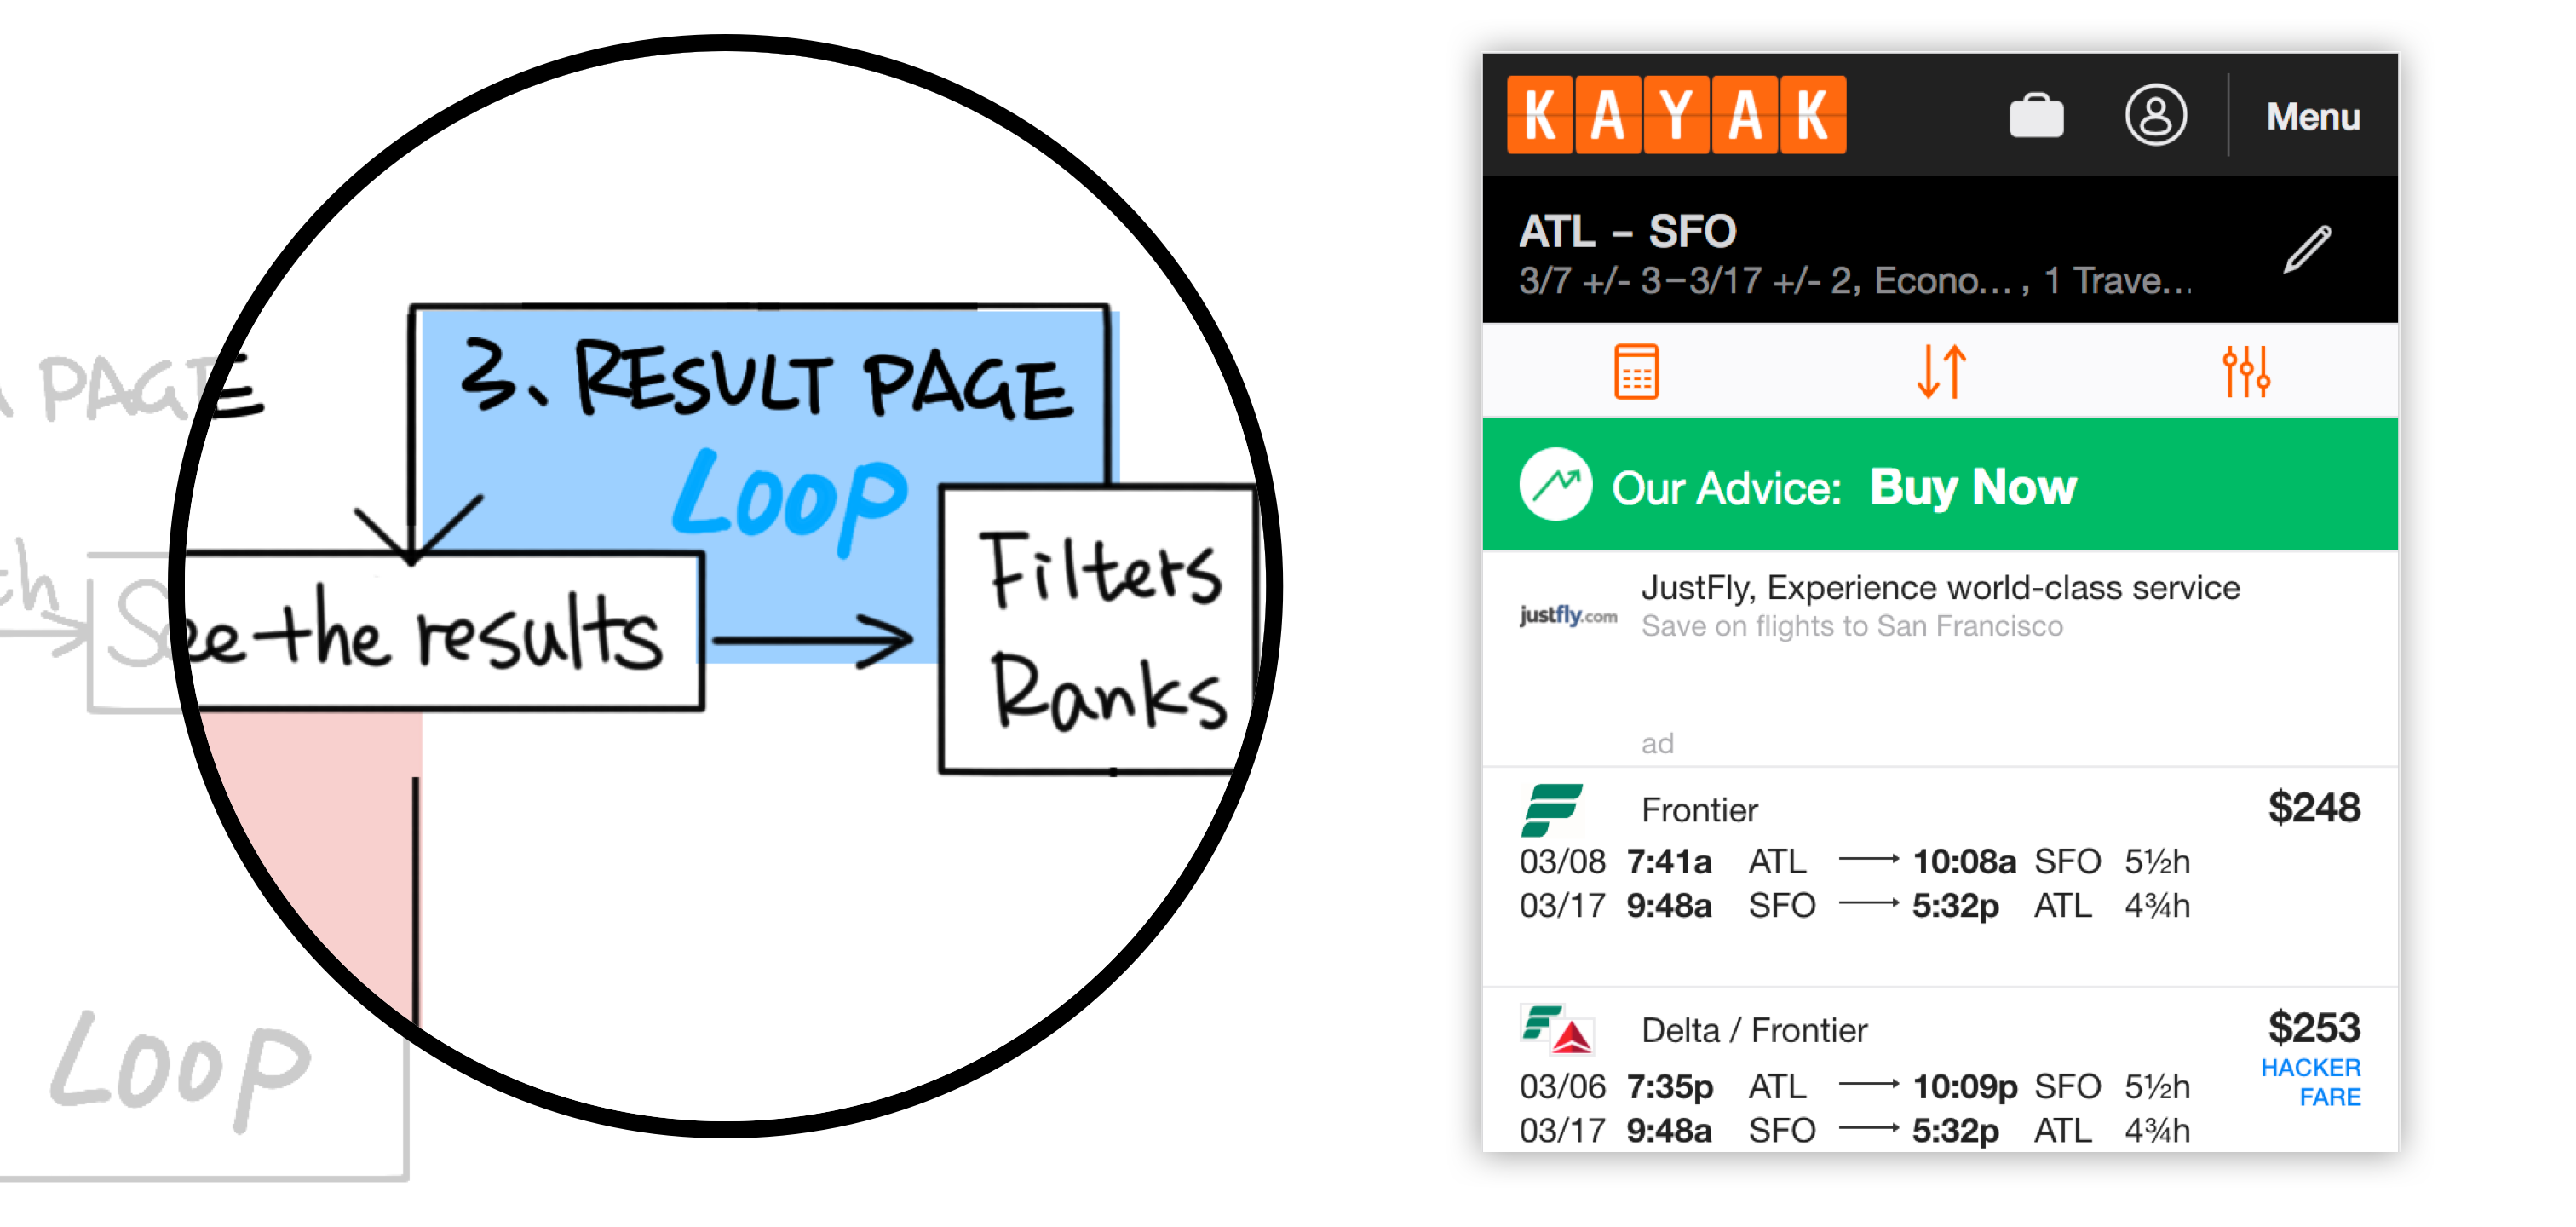 PAGE
3. RESULT PAGE
Loop
See the results
Filters
Ranks
Loop
KAYAK
Menu
ATL – SFO
3/7 +/- 3–3/17 +/- 2, Econo... , 1 Trave...
Our Advice: Buy Now
justfly.com
JustFly, Experience world-class service
Save on flights to San Francisco
ad
Frontier $248
03/08 7:41a ATL → 10:08a SFO 5½h
03/17 9:48a SFO → 5:32p ATL 4¾h
Delta / Frontier $253
HACKER
FARE
03/06 7:35p ATL → 10:09p SFO 5½h
03/17 9:48a SFO → 5:32p ATL 4¾h